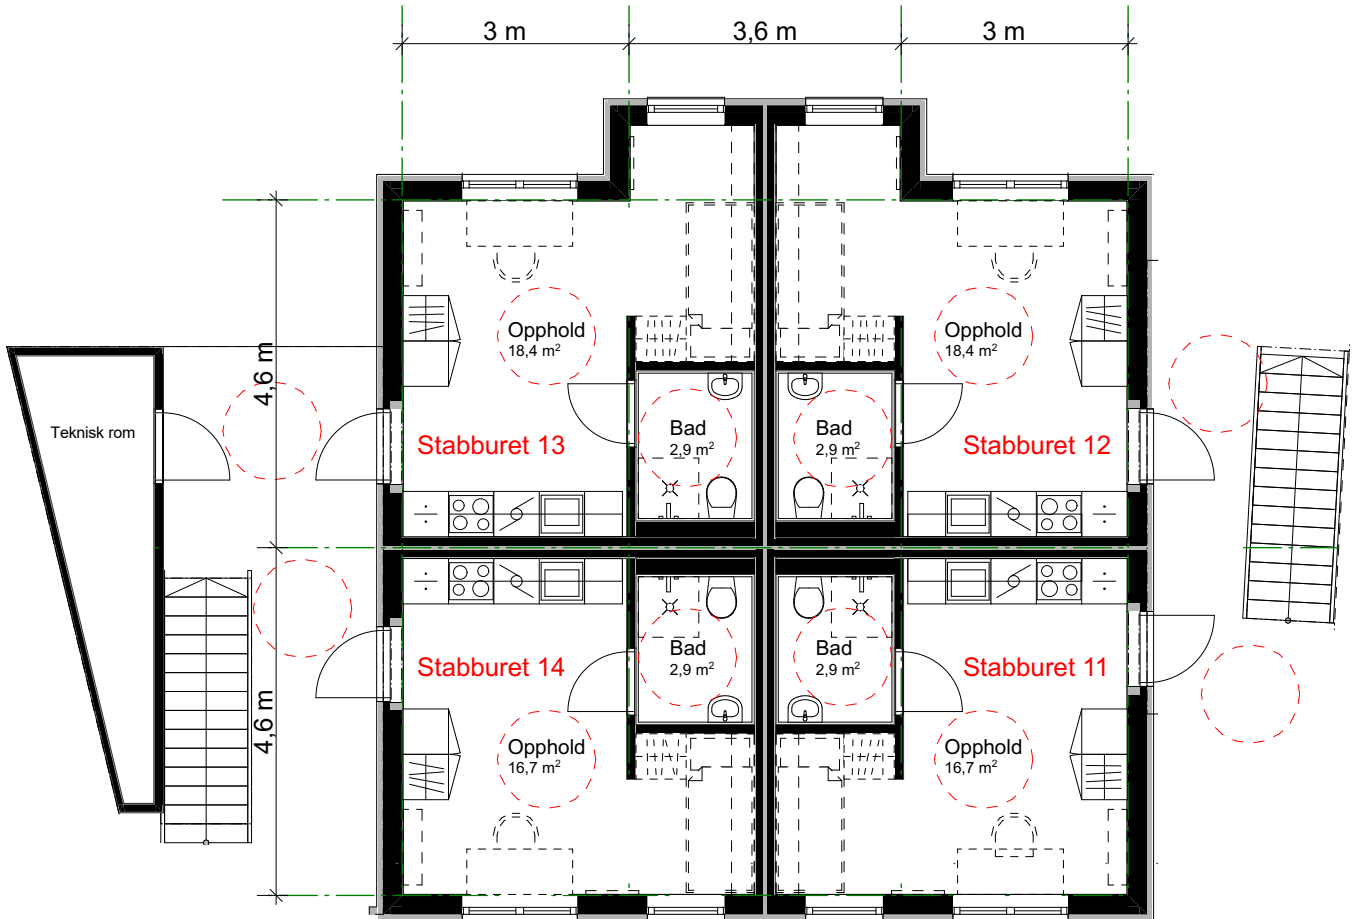 3 m
3,6 m
3 m
4,6 m
4,6 m
Teknisk rom
Opphold
18,4 m²
Stabburet 13
Bad
2,9 m²
Bad
2,9 m²
Opphold
18,4 m²
Stabburet 12
Stabburet 14
Bad
2,9 m²
Bad
2,9 m²
Stabburet 11
Opphold
16,7 m²
Opphold
16,7 m²